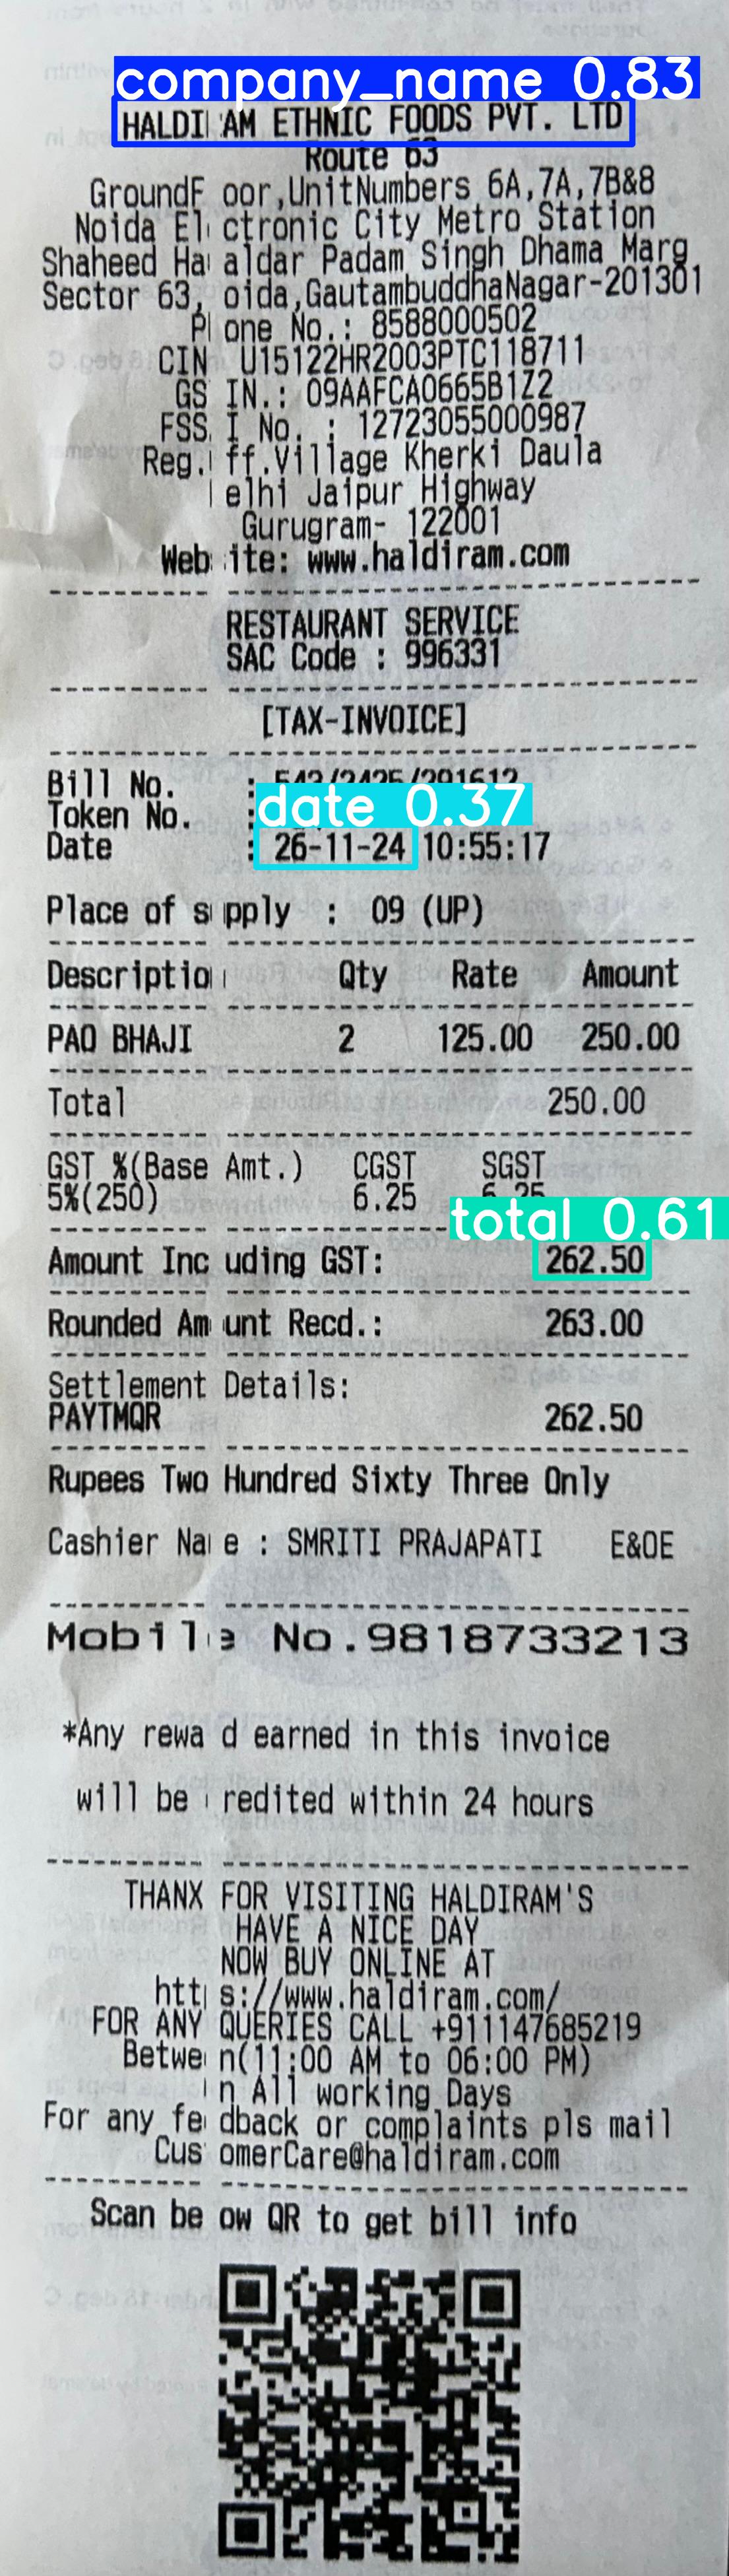 company_name 0.83
HALDI AM ETHNIC FOODS PVT. LTD
Route 63
GroundF oor,UnitNumbers 6A,7A,7B&8
Noida El ctronic City Metro Station
Shaheed Ha aldar Padam Singh Dhama Marg
Sector 63, oida,GautambuddhaNagar-201301
P one No.: 8588000502
CIN U15122HR2003PTC118711
GS IN.: 09AAFCA0665B1Z2
FSS I No. : 12723055000987
Reg. ff.Village Kherki Daula
elhi Jaipur Highway
Gurugram- 122001
Web ite: www.haldiram.com
RESTAURANT SERVICE
SAC Code : 996331
[TAX-INVOICE]
Bill No. :
Token No. :
date 0.37
Date : 26-11-24 10:55:17
Place of s pply : 09 (UP)
Descriptio Qty Rate Amount
PAO BHAJI 2 125.00 250.00
Total 250.00
GST %(Base Amt.) CGST SGST
5%(250) 6.25 6.25
total 0.61
Amount Inc uding GST: 262.50
Rounded Am unt Recd.: 263.00
Settlement Details:
PAYTMQR 262.50
Rupees Two Hundred Sixty Three Only
Cashier Na e : SMRITI PRAJAPATI E&OE
Mobile No.9818733213
*Any rewa d earned in this invoice
will be redited within 24 hours
THANX FOR VISITING HALDIRAM'S
HAVE A NICE DAY
NOW BUY ONLINE AT
htt s://www.haldiram.com/
FOR ANY QUERIES CALL +911147685219
Betwe n(11:00 AM to 06:00 PM)
n All working Days
For any fe dback or complaints pls mail
Cus omerCare@haldiram.com
Scan be ow QR to get bill info